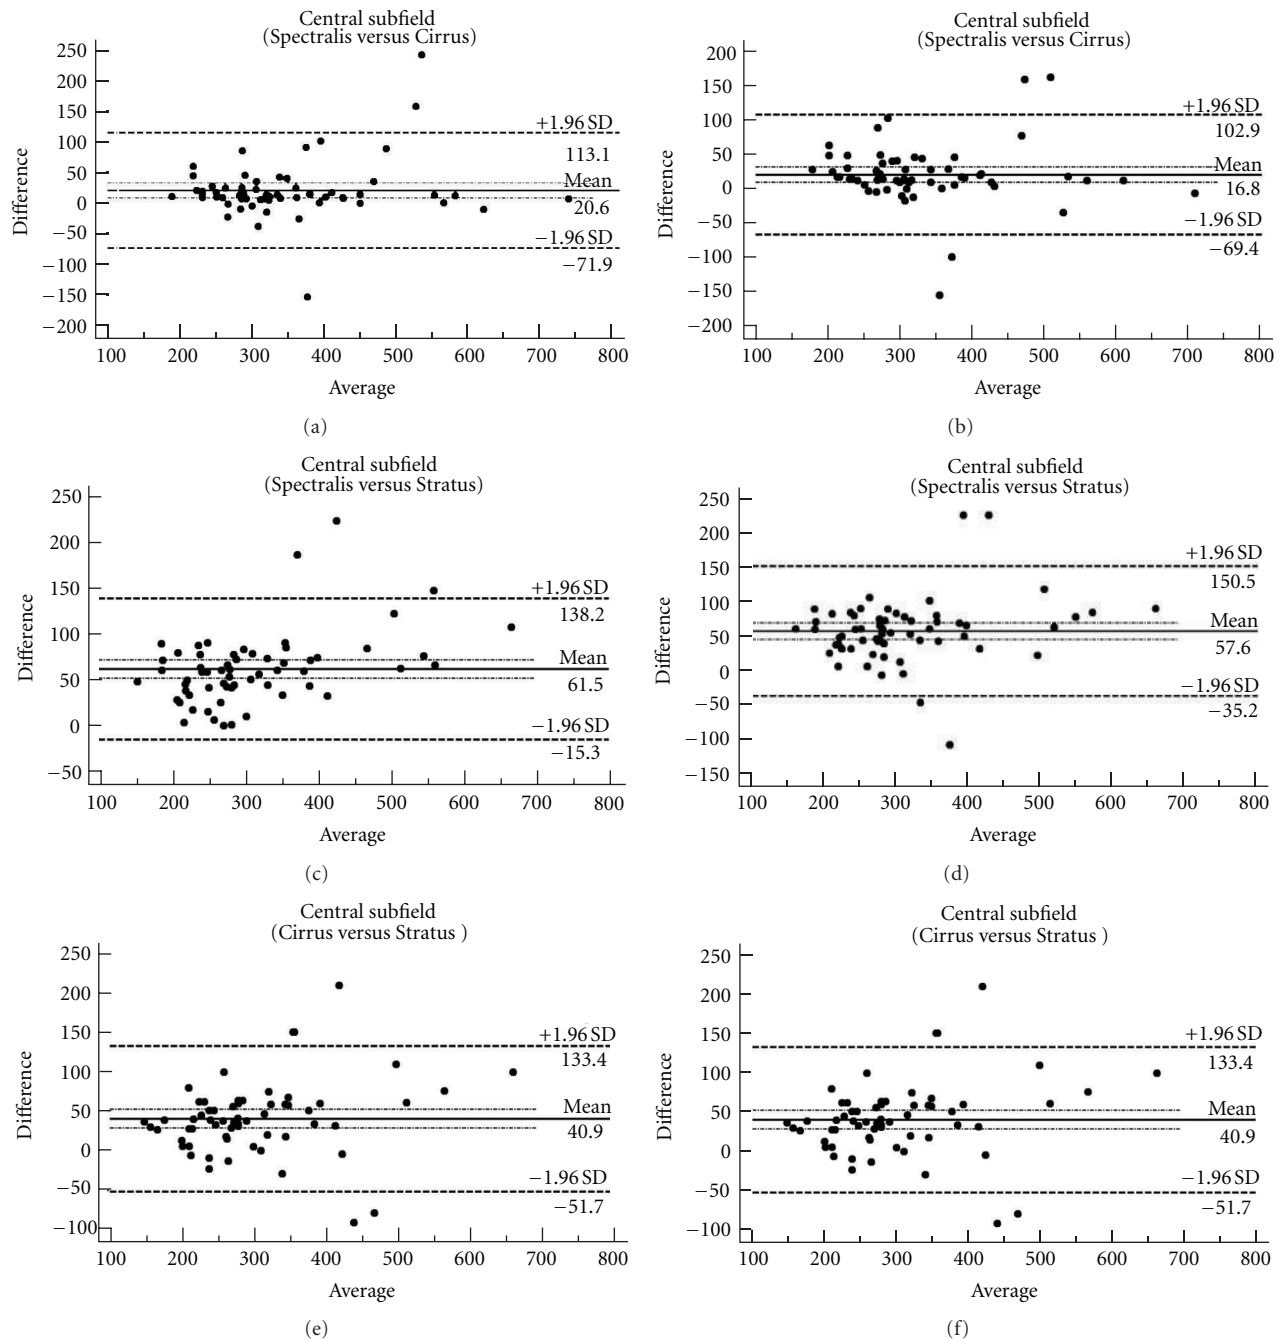 Central subfield
(Spectralis versus Cirrus)
250
200
150
100
50
0
−50
−100
−150
−200
Difference
+1.96 SD
113.1
Mean
20.6
−1.96 SD
−71.9
100 200 300 400 500 600 700 800
Average
(a)
Central subfield
(Spectralis versus Cirrus)
200
150
100
50
0
−50
−100
−150
−200
Difference
+1.96 SD
102.9
Mean
16.8
−1.96 SD
−69.4
100 200 300 400 500 600 700 800
Average
(b)
Central subfield
(Spectralis versus Stratus)
250
200
150
100
50
0
−50
Difference
+1.96 SD
138.2
Mean
61.5
−1.96 SD
−15.3
100 200 300 400 500 600 700 800
Average
(c)
Central subfield
(Spectralis versus Stratus)
250
200
150
100
50
0
−50
−100
−150
Difference
+1.96 SD
150.5
Mean
57.6
−1.96 SD
−35.2
100 200 300 400 500 600 700 800
Average
(d)
Central subfield
(Cirrus versus Stratus )
250
200
150
100
50
0
−50
−100
Difference
+1.96 SD
133.4
Mean
40.9
−1.96 SD
−51.7
100 200 300 400 500 600 700 800
Average
(e)
Central subfield
(Cirrus versus Stratus )
250
200
150
100
50
0
−50
−100
Difference
+1.96 SD
133.4
Mean
40.9
−1.96 SD
−51.7
100 200 300 400 500 600 700 800
Average
(f)